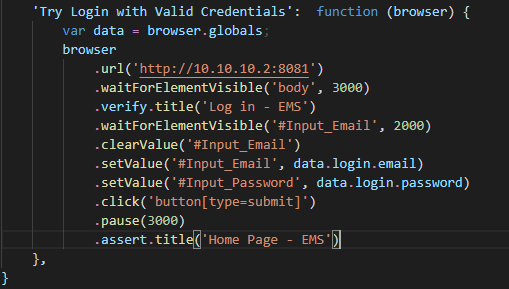 'Try Login with Valid Credentials':  function (browser) {
var data = browser.globals;
browser
.url('http://10.10.10.2:8081')
.waitForElementVisible('body', 3000)
.verify.title('Log in - EMS')
.waitForElementVisible('#Input_Email', 2000)
.clearValue('#Input_Email')
.setValue('#Input_Email', data.login.email)
.setValue('#Input_Password', data.login.password)
.click('button[type=submit]')
.pause(3000)
.assert.title('Home Page - EMS')
},
}